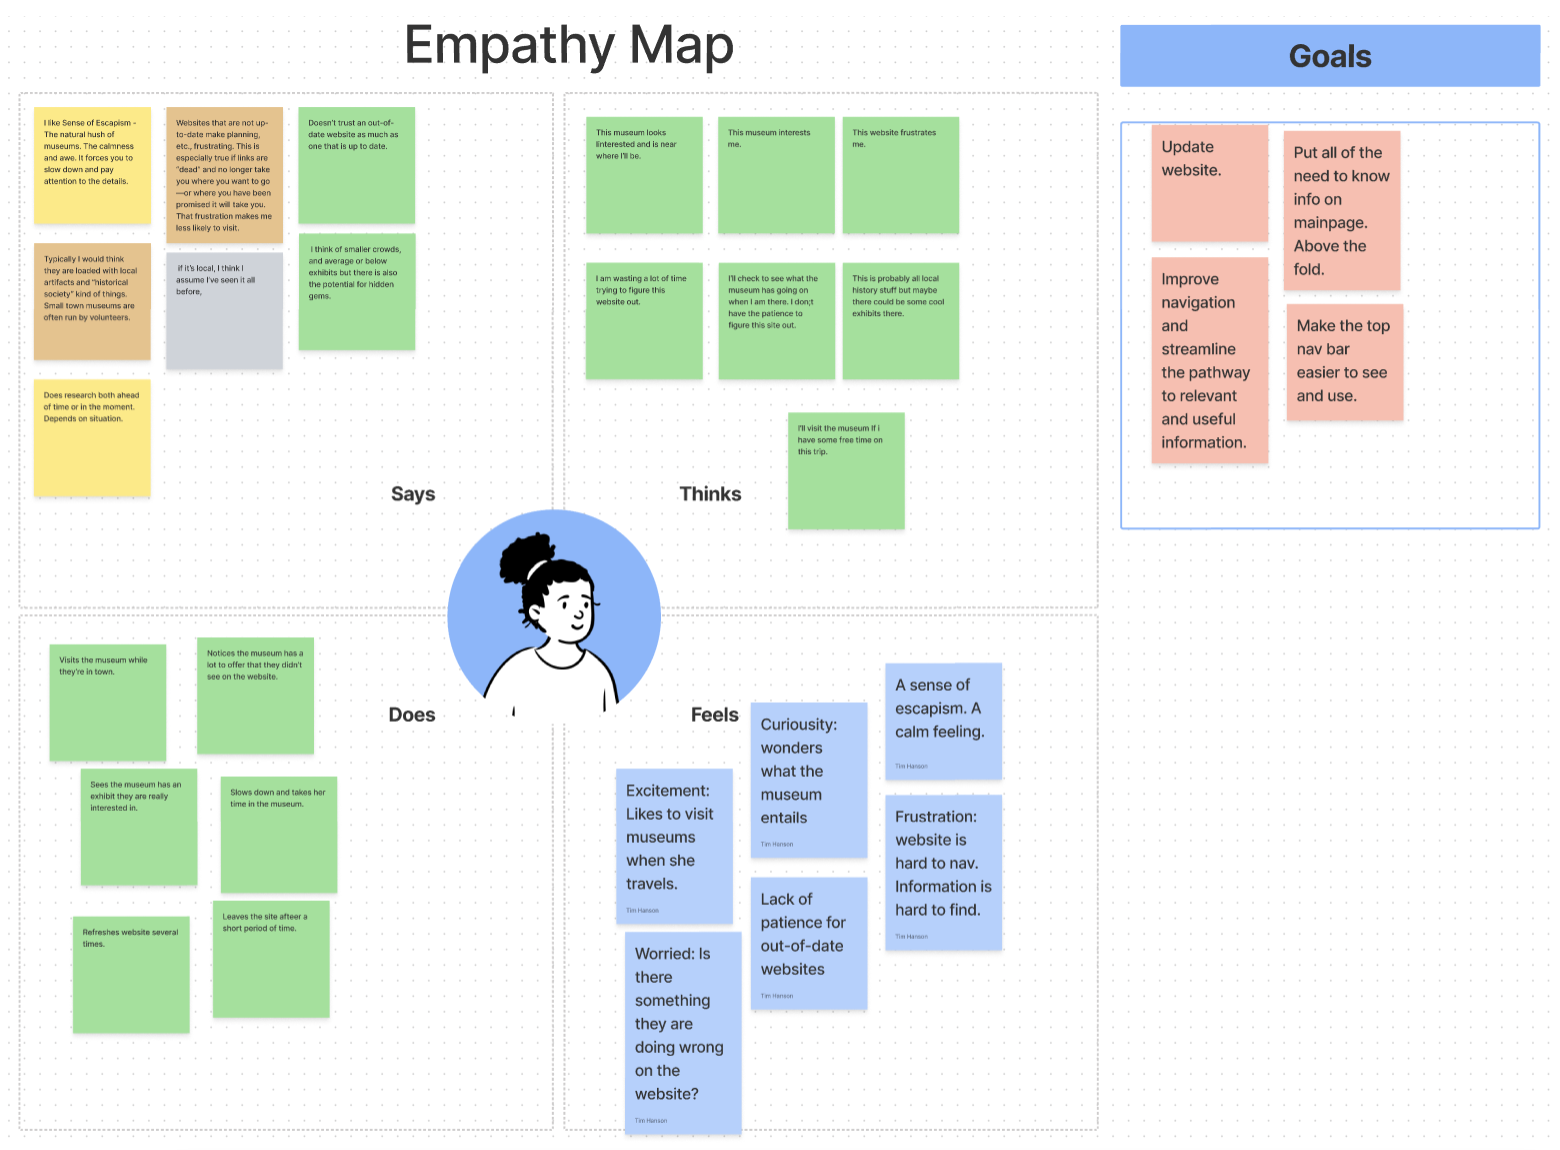 Empathy Map
Goals
I like Sense of Escapism -
The natural hush of
museums. The calmness
and awe. It forces you to
slow down and pay
attention to the details.
Websites that are not up-
to-date make planning,
etc., frustrating. This is
especially true if links are
"dead" and no longer take
you where you want to go
—or where you have been
promised it will take you.
That frustration makes me
less likely to visit.
Doesn't trust an out-of-
date website as much as
one that is up to date.
Typically I would think
they are loaded with local
artifacts and "historical
society" kind of things.
Small town museums are
often run by volunteers.
if it's local, I think I
assume I've seen it all
before,
I think of smaller crowds,
and average or below
exhibits but there is also
the potential for hidden
gems.
Does research both ahead
of time or in the moment.
Depends on situation.
Says
This museum looks
Iinterested and is near
where I'll be.
This museum interests
me.
This website frustrates
me.
I am wasting a lot of time
trying to figure this
website out.
I'll check to see what the
museum has going on
when I am there. I don;t
have the patience to
figure this site out.
This is probably all local
history stuff but maybe
there could be some cool
exhibits there.
I'll visit the museum If i
have some free time on
this trip.
Thinks
Update
website.
Put all of the
need to know
info on
mainpage.
Above the
fold.
Improve
navigation
and
streamline
the pathway
to relevant
and useful
information.
Make the top
nav bar
easier to see
and use.
Visits the museum while
they're in town.
Notices the museum has a
lot to offer that they didn't
see on the website.
Does
Sees the museum has an
exhibit they are really
interested in.
Slows down and takes her
time in the museum.
Refreshes website several
times.
Leaves the site afteer a
short period of time.
Feels
Curiousity:
wonders
what the
museum
entails
Tim Hanson
A sense of
escapism. A
calm feeling.
Tim Hanson
Excitement:
Likes to visit
museums
when she
travels.
Tim Hanson
Frustration:
website is
hard to nav.
Information is
hard to find.
Tim Hanson
Lack of
patience for
out-of-date
websites
Tim Hanson
Worried: Is
there
something
they are
doing wrong
on the
website?
Tim Hanson